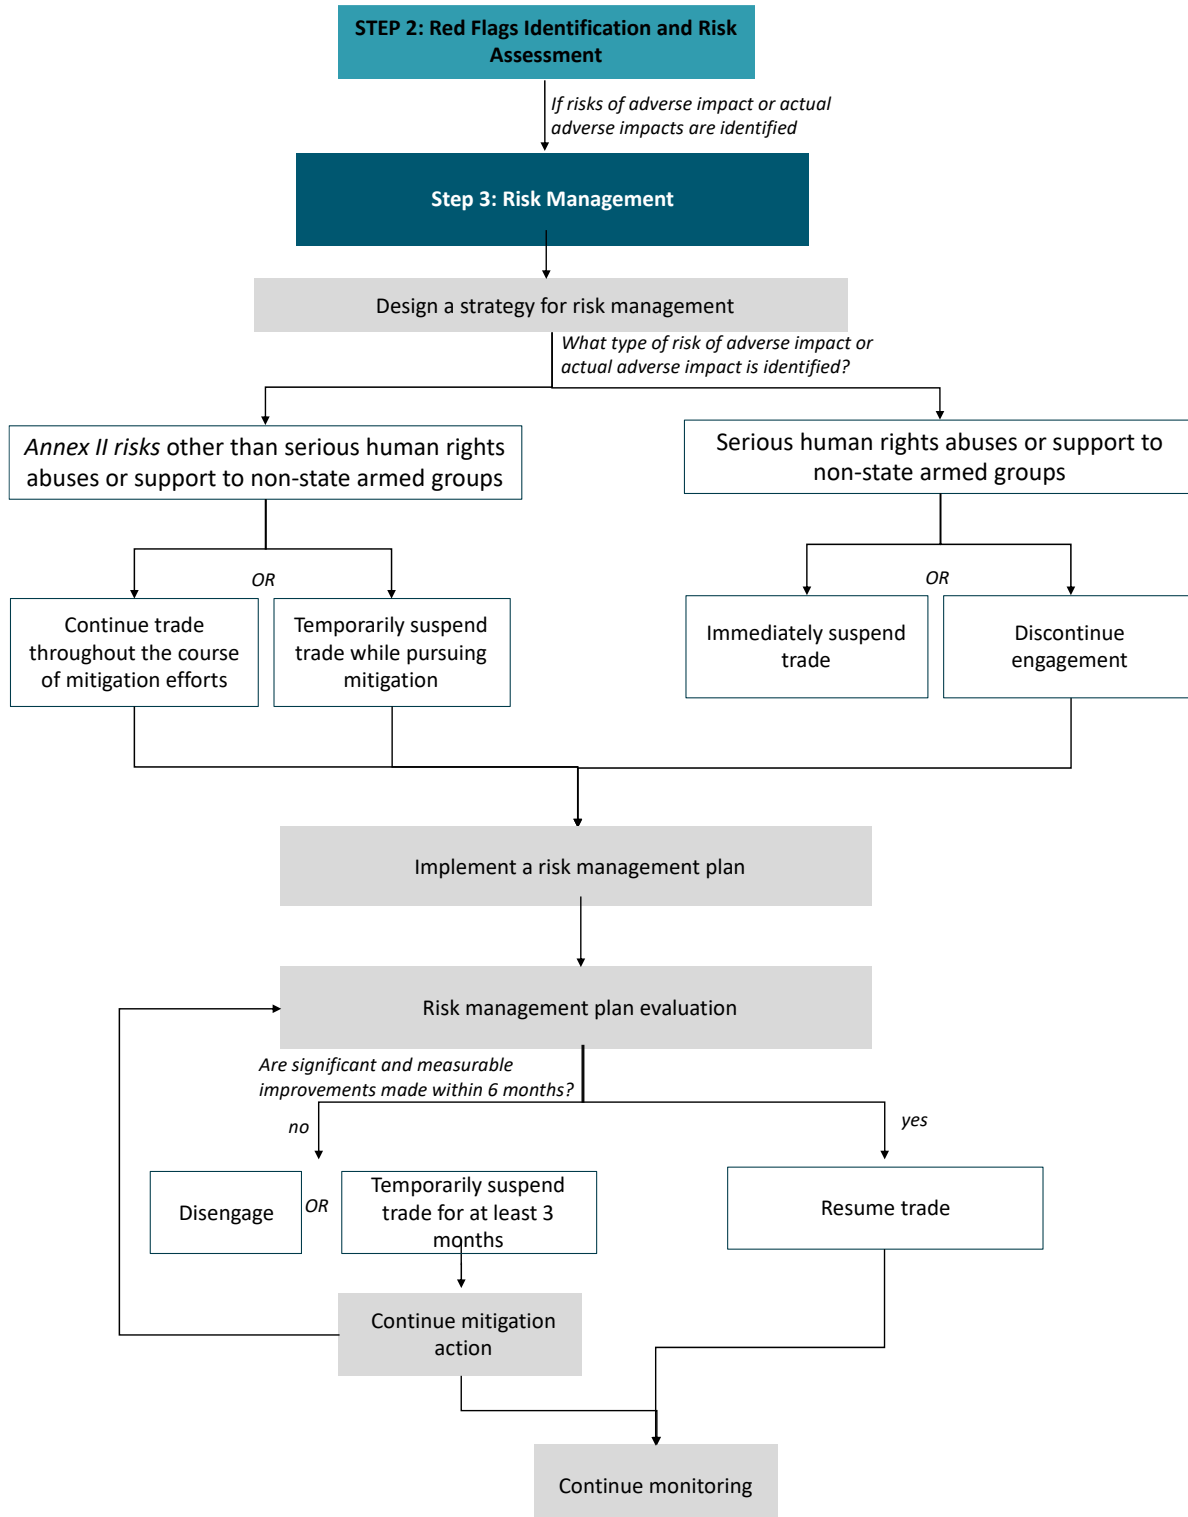 STEP 2: Red Flags Identification and Risk
Assessment
If risks of adverse impact or actual
adverse impacts are identified
Step 3: Risk Management
Design a strategy for risk management
What type of risk of adverse impact or
actual adverse impact is identified?
Annex II risks other than serious human rights
abuses or support to non-state armed groups
Serious human rights abuses or support to
non-state armed groups
OR
OR
Continue trade
throughout the course
of mitigation efforts
Temporarily suspend
trade while pursuing
mitigation
Immediately suspend
trade
Discontinue
engagement
Implement a risk management plan
Risk management plan evaluation
Are significant and measurable
improvements made within 6 months?
no
yes
Disengage
OR
Temporarily suspend
trade for at least 3
months
Resume trade
Continue mitigation
action
Continue monitoring